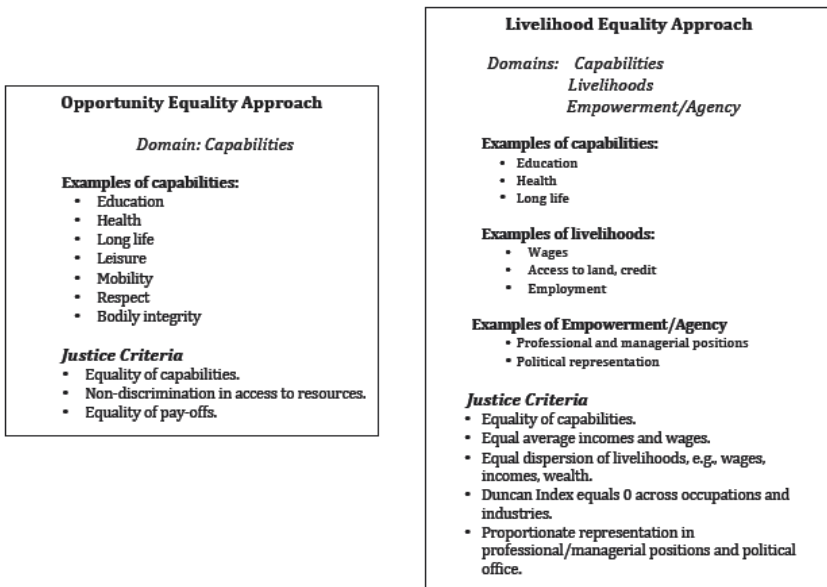 Opportunity Equality Approach
Domain: Capabilities
Examples of capabilities:
• Education
• Health
• Long life
• Leisure
• Mobility
• Respect
• Bodily integrity
Justice Criteria
• Equality of capabilities.
• Non-discrimination in access to resources.
• Equality of pay-offs.
Livelihood Equality Approach
Domains: Capabilities
Livelihoods
Empowerment/Agency
Examples of capabilities:
• Education
• Health
• Long life
Examples of livelihoods:
• Wages
• Access to land, credit
• Employment
Examples of Empowerment/Agency
• Professional and managerial positions
• Political representation
Justice Criteria
• Equality of capabilities.
• Equal average incomes and wages.
• Equal dispersion of livelihoods, e.g., wages,
incomes, wealth.
• Duncan Index equals 0 across occupations and
industries.
• Proportionate representation in
professional/managerial positions and political
office.